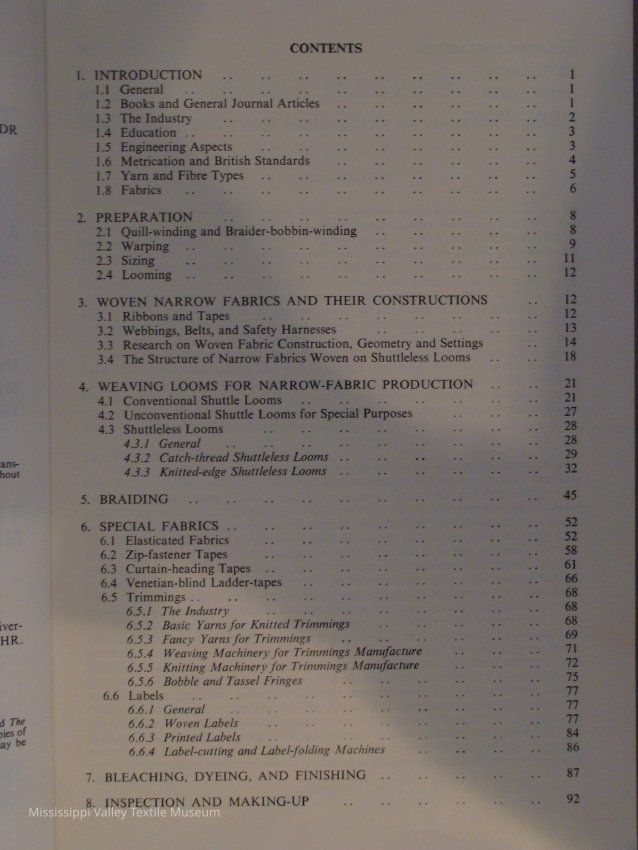 CONTENTS
1. INTRODUCTION .. .. .. .. .. .. .. .. .. 1
1.1 General .. .. .. .. .. .. .. .. .. .. 1
1.2 Books and General Journal Articles .. .. .. .. .. .. 1
1.3 The Industry .. .. .. .. .. .. .. .. .. 2
1.4 Education .. .. .. .. .. .. .. .. .. .. 3
1.5 Engineering Aspects .. .. .. .. .. .. .. .. 3
1.6 Metrication and British Standards .. .. .. .. .. .. 4
1.7 Yarn and Fibre Types .. .. .. .. .. .. .. .. 5
1.8 Fabrics .. .. .. .. .. .. .. .. .. .. 6
2. PREPARATION .. .. .. .. .. .. .. .. .. 8
2.1 Quill-winding and Braider-bobbin-winding .. .. .. .. .. 8
2.2 Warping .. .. .. .. .. .. .. .. .. .. 9
2.3 Sizing .. .. .. .. .. .. .. .. .. .. 11
2.4 Looming .. .. .. .. .. .. .. .. .. .. 12
3. WOVEN NARROW FABRICS AND THEIR CONSTRUCTIONS .. 12
3.1 Ribbons and Tapes .. .. .. .. .. .. .. .. 12
3.2 Webbings, Belts, and Safety Harnesses .. .. .. .. .. 13
3.3 Research on Woven Fabric Construction, Geometry and Settings .. 14
3.4 The Structure of Narrow Fabrics Woven on Shuttleless Looms .. .. 18
4. WEAVING LOOMS FOR NARROW-FABRIC PRODUCTION .. .. 21
4.1 Conventional Shuttle Looms .. .. .. .. .. .. .. 21
4.2 Unconventional Shuttle Looms for Special Purposes .. .. .. 27
4.3 Shuttleless Looms .. .. .. .. .. .. .. .. 28
4.3.1 General .. .. .. .. .. .. .. .. .. 28
4.3.2 Catch-thread Shuttleless Looms .. .. .. .. .. .. 29
4.3.3 Knitted-edge Shuttleless Looms .. .. .. .. .. .. 32
5. BRAIDING .. .. .. .. .. .. .. .. .. .. 45
6. SPECIAL FABRICS .. .. .. .. .. .. .. .. .. 52
6.1 Elasticated Fabrics .. .. .. .. .. .. .. .. 52
6.2 Zip-fastener Tapes .. .. .. .. .. .. .. .. 58
6.3 Curtain-heading Tapes .. .. .. .. .. .. .. .. 61
6.4 Venetian-blind Ladder-tapes .. .. .. .. .. .. .. 66
6.5 Trimmings .. .. .. .. .. .. .. .. .. .. 68
6.5.1 The Industry .. .. .. .. .. .. .. .. 68
6.5.2 Basic Yarns for Knitted Trimmings .. .. .. .. .. 68
6.5.3 Fancy Yarns for Trimmings .. .. .. .. .. .. 69
6.5.4 Weaving Machinery for Trimmings Manufacture .. .. .. 71
6.5.5 Knitting Machinery for Trimmings Manufacture .. .. .. 72
6.5.6 Bobble and Tassel Fringes .. .. .. .. .. .. 75
6.6 Labels .. .. .. .. .. .. .. .. .. .. 77
6.6.1 General .. .. .. .. .. .. .. .. .. 77
6.6.2 Woven Labels .. .. .. .. .. .. .. .. 77
6.6.3 Printed Labels .. .. .. .. .. .. .. .. 84
6.6.4 Label-cutting and Label-folding Machines .. .. .. .. 86
7. BLEACHING, DYEING, AND FINISHING .. .. .. .. .. 87
8. INSPECTION AND MAKING-UP .. .. .. .. .. .. 92
DR
ans-
hout
iver-
HR.
d The
pies of
ay be
Mississippi Valley Textile Museum